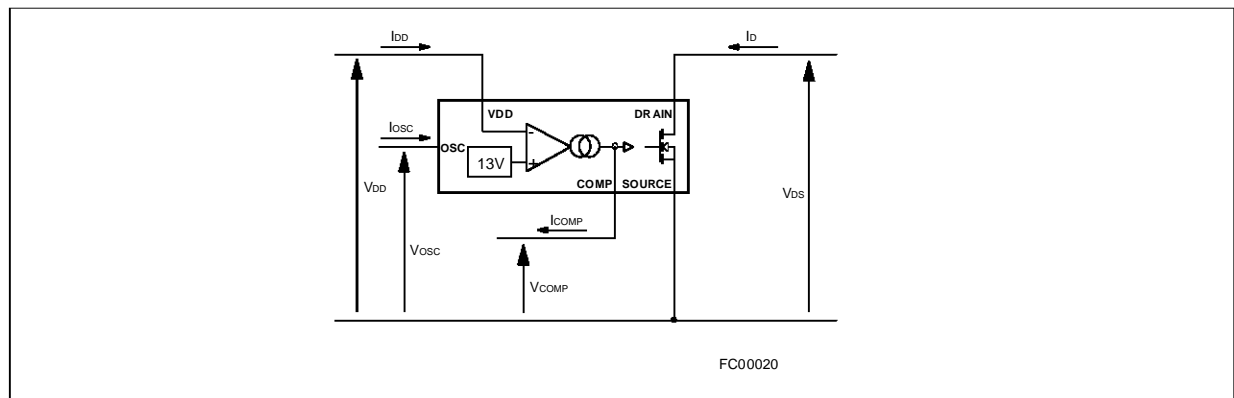 IDD
ID
VDD DRAIN
IOSC
OSC
13V
COMP SOURCE
VDD
VDS
ICOMP
VOSC
VCOMP
FC00020